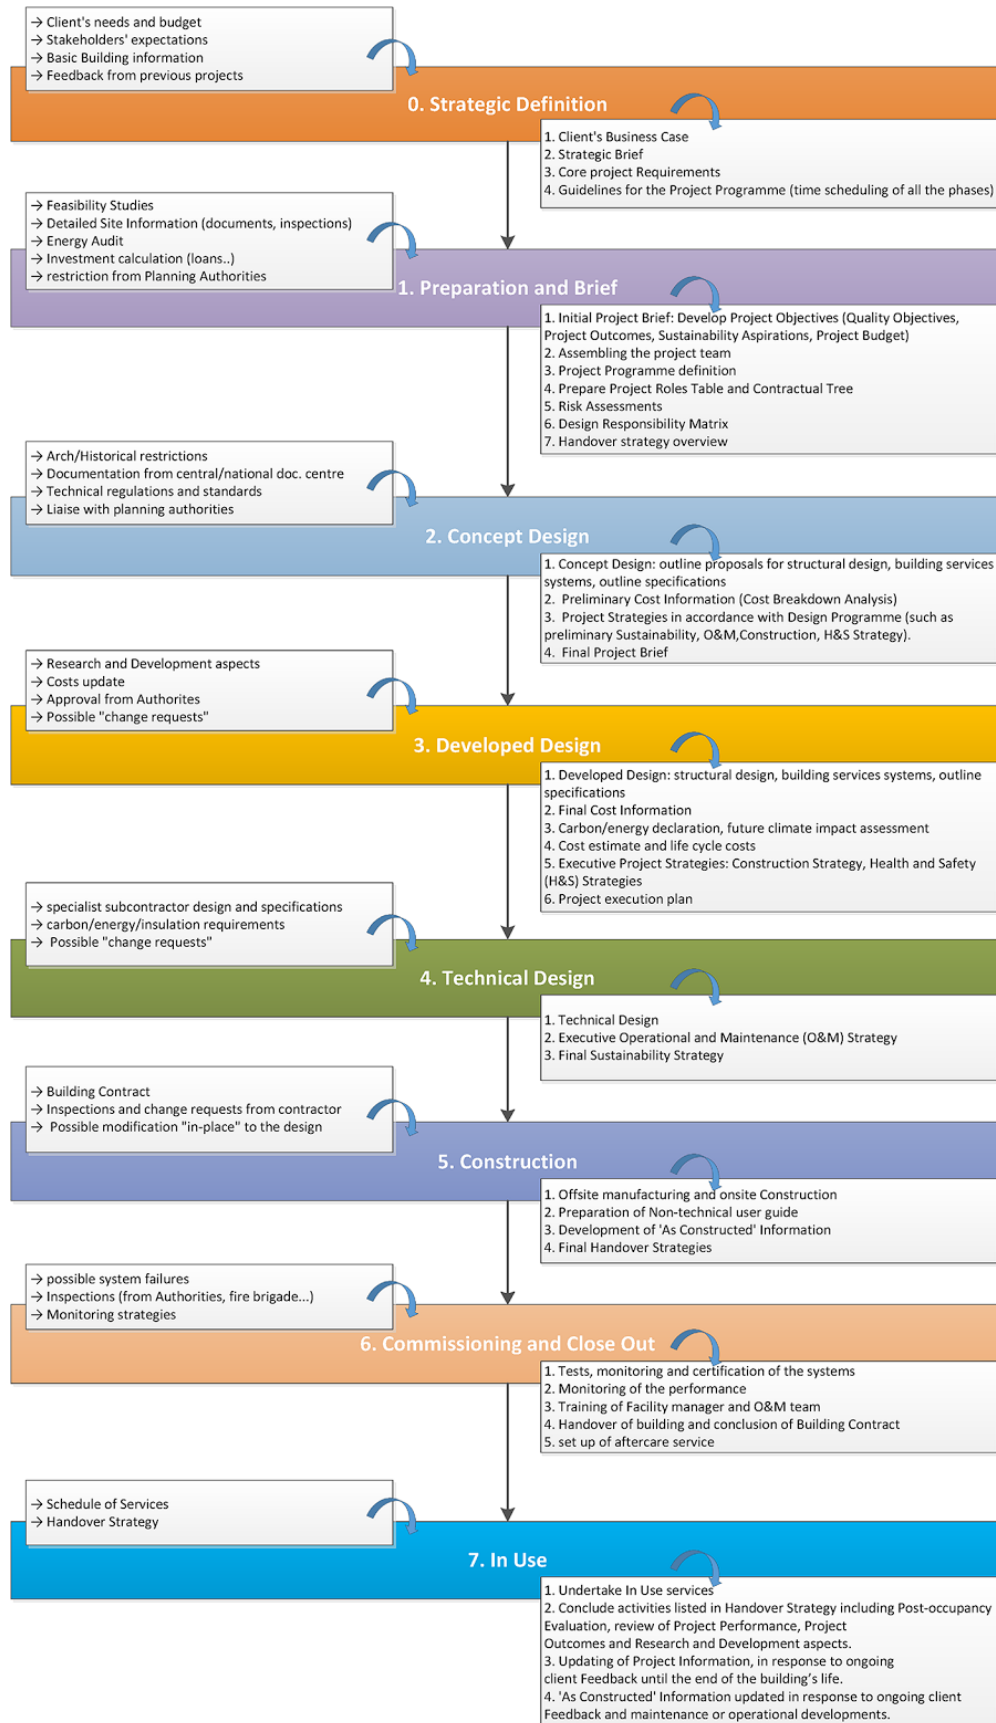 → Client's needs and budget
→ Stakeholders' expectations
→ Basic Building information
→ Feedback from previous projects
0. Strategic Definition
1. Client's Business Case
2. Strategic Brief
3. Core project Requirements
4. Guidelines for the Project Programme (time scheduling of all the phases)
→ Feasibility Studies
→ Detailed Site Information (documents, inspections)
→ Energy Audit
→ Investment calculation (loans..)
→ restriction from Planning Authorities
1. Preparation and Brief
1. Initial Project Brief: Develop Project Objectives (Quality Objectives,
Project Outcomes, Sustainability Aspirations, Project Budget)
2. Assembling the project team
3. Project Programme definition
4. Prepare Project Roles Table and Contractual Tree
5. Risk Assessments
6. Design Responsibility Matrix
7. Handover strategy overview
→ Arch/Historical restrictions
→ Documentation from central/national doc. centre
→ Technical regulations and standards
→ Liaise with planning authorities
2. Concept Design
1. Concept Design: outline proposals for structural design, building services
systems, outline specifications
2. Preliminary Cost Information (Cost Breakdown Analysis)
3. Project Strategies in accordance with Design Programme (such as
preliminary Sustainability, O&M,Construction, H&S Strategy).
4. Final Project Brief
→ Research and Development aspects
→ Costs update
→ Approval from Authorites
→ Possible "change requests"
3. Developed Design
1. Developed Design: structural design, building services systems, outline
specifications
2. Final Cost Information
3. Carbon/energy declaration, future climate impact assessment
4. Cost estimate and life cycle costs
5. Executive Project Strategies: Construction Strategy, Health and Safety
(H&S) Strategies
6. Project execution plan
→ specialist subcontractor design and specifications
→ carbon/energy/insulation requirements
→ Possible "change requests"
4. Technical Design
1. Technical Design
2. Executive Operational and Maintenance (O&M) Strategy
3. Final Sustainability Strategy
→ Building Contract
→ Inspections and change requests from contractor
→ Possible modification "in-place" to the design
5. Construction
1. Offsite manufacturing and onsite Construction
2. Preparation of Non-technical user guide
3. Development of 'As Constructed' Information
4. Final Handover Strategies
→ possible system failures
→ Inspections (from Authorities, fire brigade...)
→ Monitoring strategies
6. Commissioning and Close Out
1. Tests, monitoring and certification of the systems
2. Monitoring of the performance
3. Training of Facility manager and O&M team
4. Handover of building and conclusion of Building Contract
5. set up of aftercare service
→ Schedule of Services
→ Handover Strategy
7. In Use
1. Undertake In Use services
2. Conclude activities listed in Handover Strategy including Post-occupancy
Evaluation, review of Project Performance, Project
Outcomes and Research and Development aspects.
3. Updating of Project Information, in response to ongoing
client Feedback until the end of the building's life.
4. 'As Constructed' Information updated in response to ongoing client
Feedback and maintenance or operational developments.